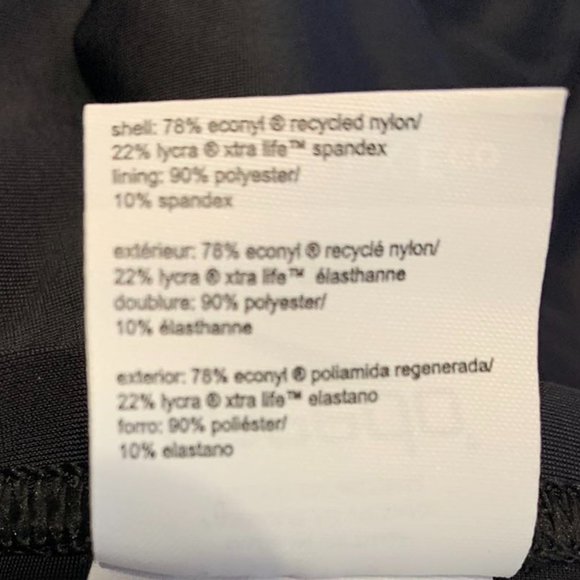 shell: 78% econyl ® recycled nylon/
22% lycra ® xtra life™ spandex
lining: 90% polyester/
10% spandex
extérieur: 78% econyl ® recyclé nylon/
22% lycra ® xtra life™ élasthanne
doublure: 90% polyester/
10% élasthanne
exterior: 78% econyl ® poliamida regenerada/
22% lycra ® xtra life™ elastano
forro: 90% poliéster/
10% elastano